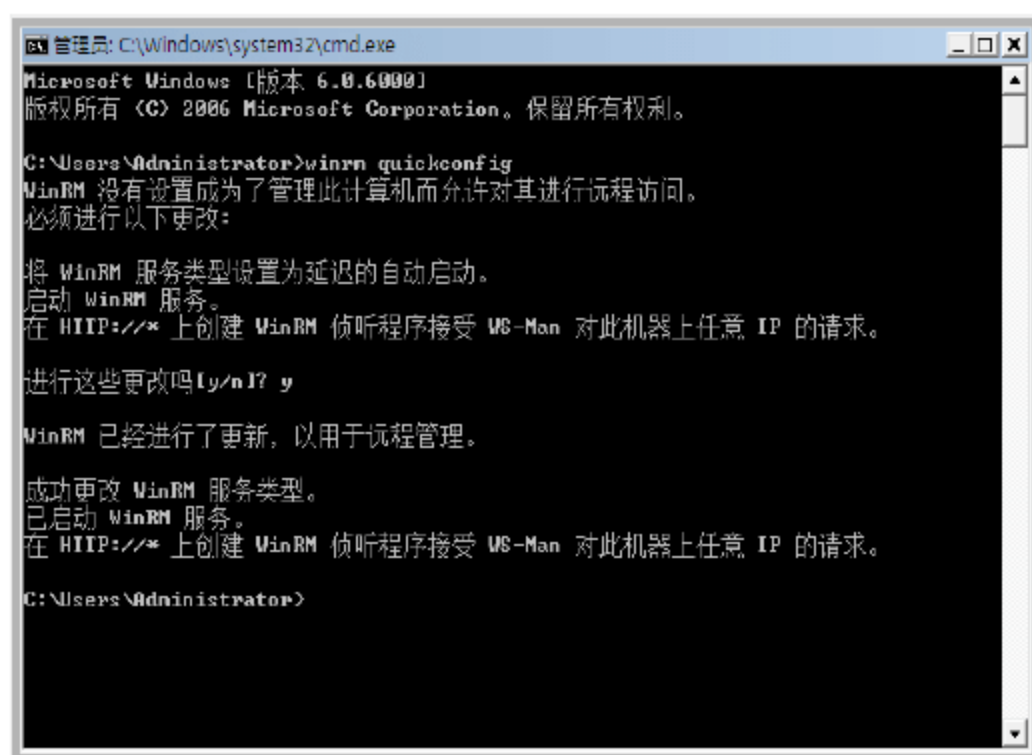 管理员: C:\Windows\system32\cmd.exe
Microsoft Windows [版本 6.0.6000]
版权所有 (C) 2006 Microsoft Corporation。保留所有权利。
C:\Users\Administrator>winrm quickconfig
WinRM 没有设置成为了管理此计算机而允许对其进行远程访问。
必须进行以下更改:
将 WinRM 服务类型设置为延迟的自动启动。
启动 WinRM 服务。
在 HTTP://* 上创建 WinRM 侦听程序接受 WS-Man 对此机器上任意 IP 的请求。
进行这些更改吗[y/n]? y
WinRM 已经进行了更新，以用于远程管理。
成功更改 WinRM 服务类型。
已启动 WinRM 服务。
在 HTTP://* 上创建 WinRM 侦听程序接受 WS-Man 对此机器上任意 IP 的请求。
C:\Users\Administrator>